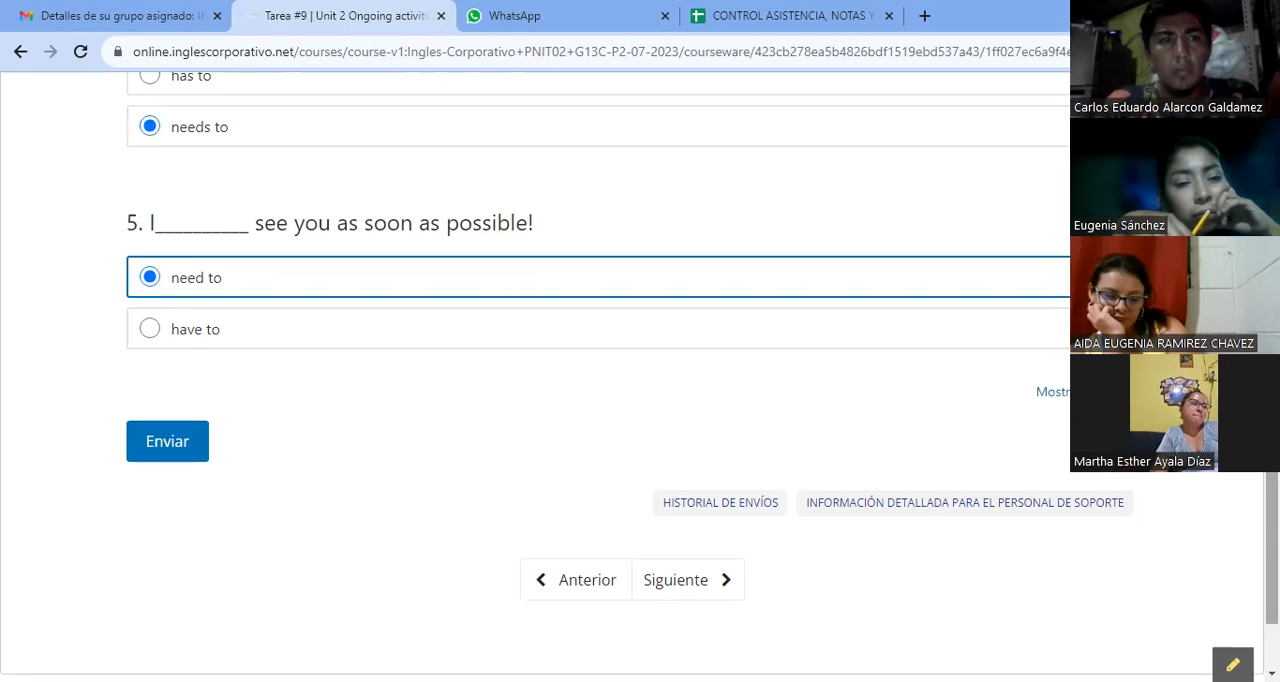 Detalles de su grupo asignado: I
Tarea #9 | Unit 2 Ongoing activiti
WhatsApp
CONTROL ASISTENCIA, NOTAS Y
online.inglescorporativo.net/courses/course-v1:Ingles-Corporativo+PNIT02+G13C-P2-07-2023/courseware/423cb278ea5b4826bdf1519ebd537a43/1ff027ec6a9f4e
has to
needs to
5. I__________ see you as soon as possible!
need to
have to
Mostr
Enviar
HISTORIAL DE ENVÍOS
INFORMACIÓN DETALLADA PARA EL PERSONAL DE SOPORTE
Anterior
Siguiente
Carlos Eduardo Alarcon Galdamez
Eugenia Sánchez
AIDA EUGENIA RAMIREZ CHAVEZ
Martha Esther Ayala Díaz